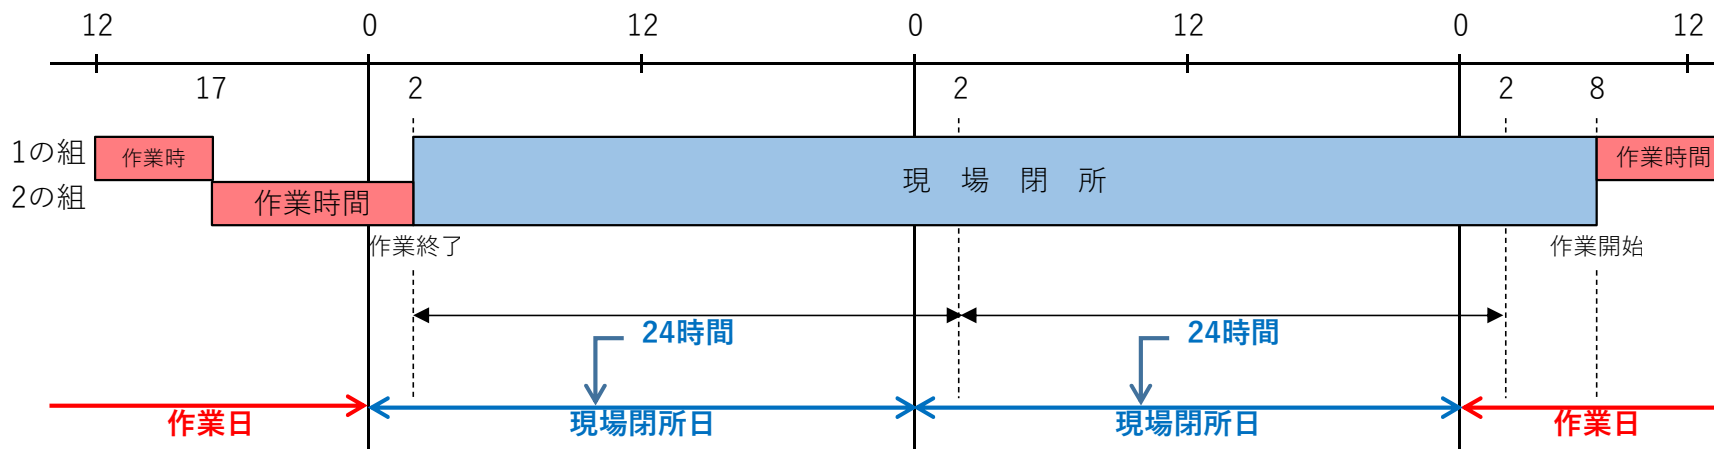 12 0 12 0 12 0 12
17 2 2 2 8
1の組 作業時 作業時間
現場閉所
2の組 作業時間
作業終了 作業開始
24時間 24時間
作業日 現場閉所日 現場閉所日 作業日